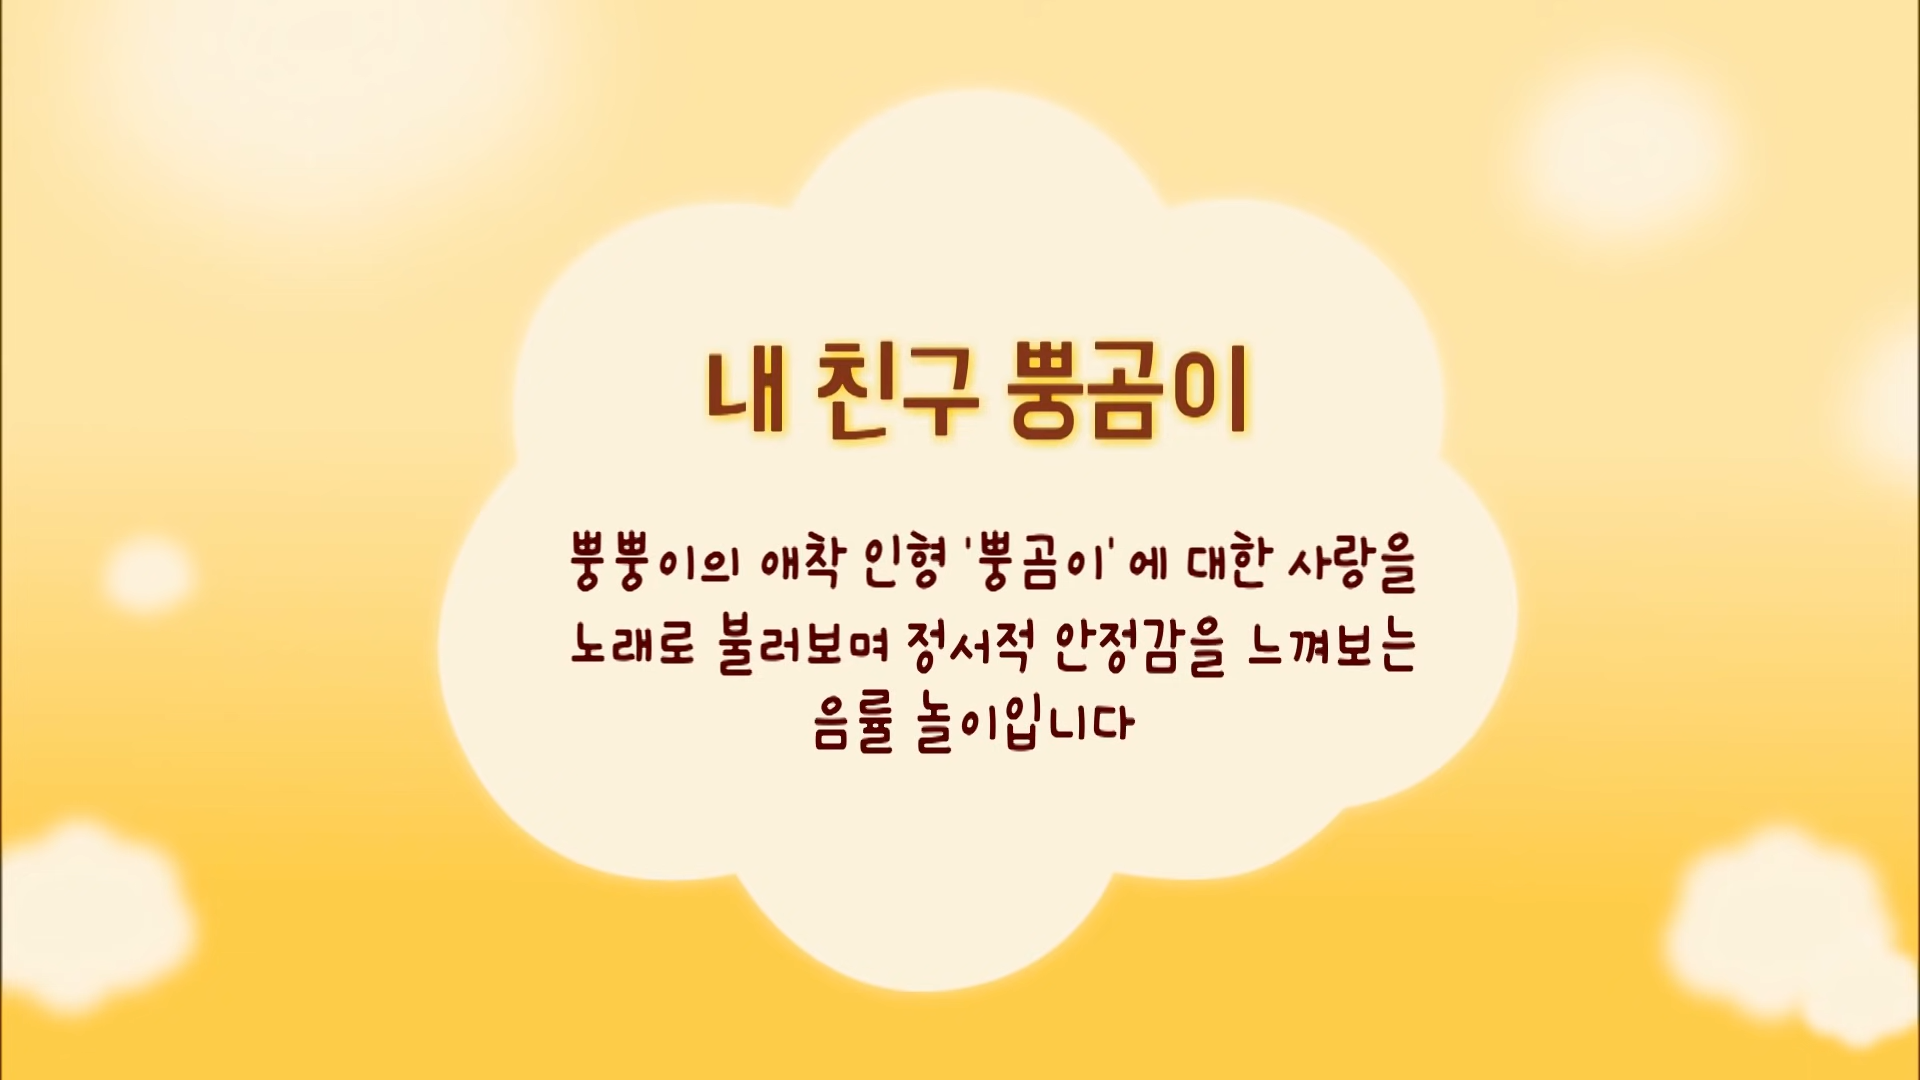 내 친구 뿡곰이
뿡뿡이의 애착 인형 '뿡곰이'에 대한 사랑을
노래로 불러보며 정서적 안정감을 느껴보는
음률 놀이입니다